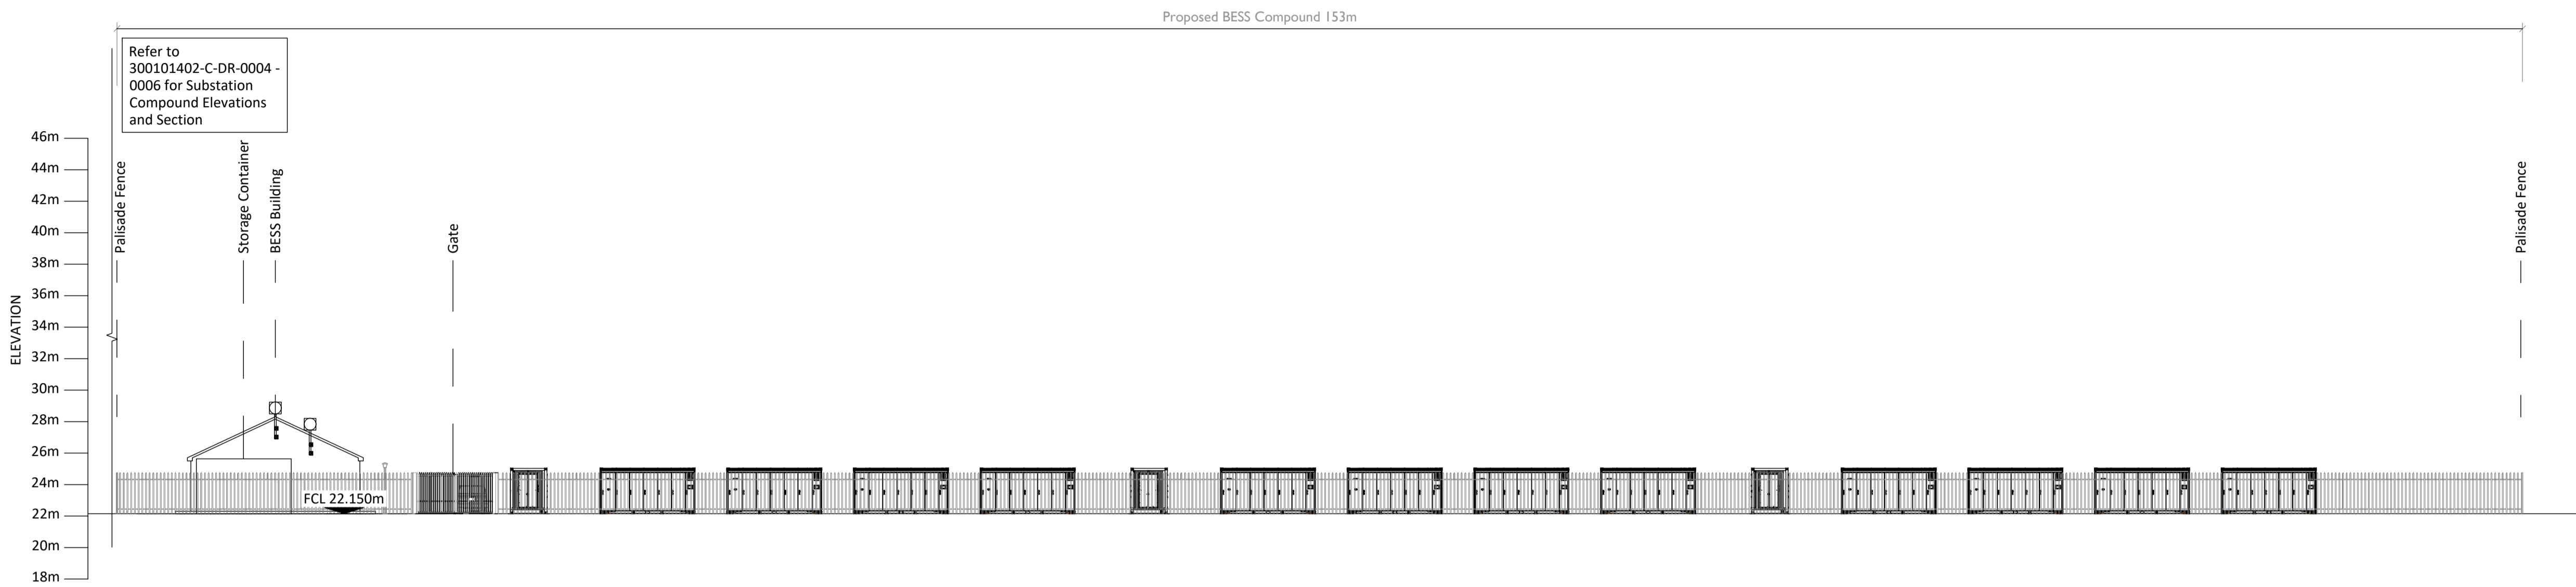 Proposed BESS Compound 153m
Refer to
300101402-C-DR-0004 -
0006 for Substation
Compound Elevations
and Section
ELEVATION
46m
44m
42m
40m
38m
36m
34m
32m
30m
28m
26m
24m
22m
20m
18m
Palisade Fence
Storage Container
BESS Building
Gate
Palisade Fence
FCL 22.150m